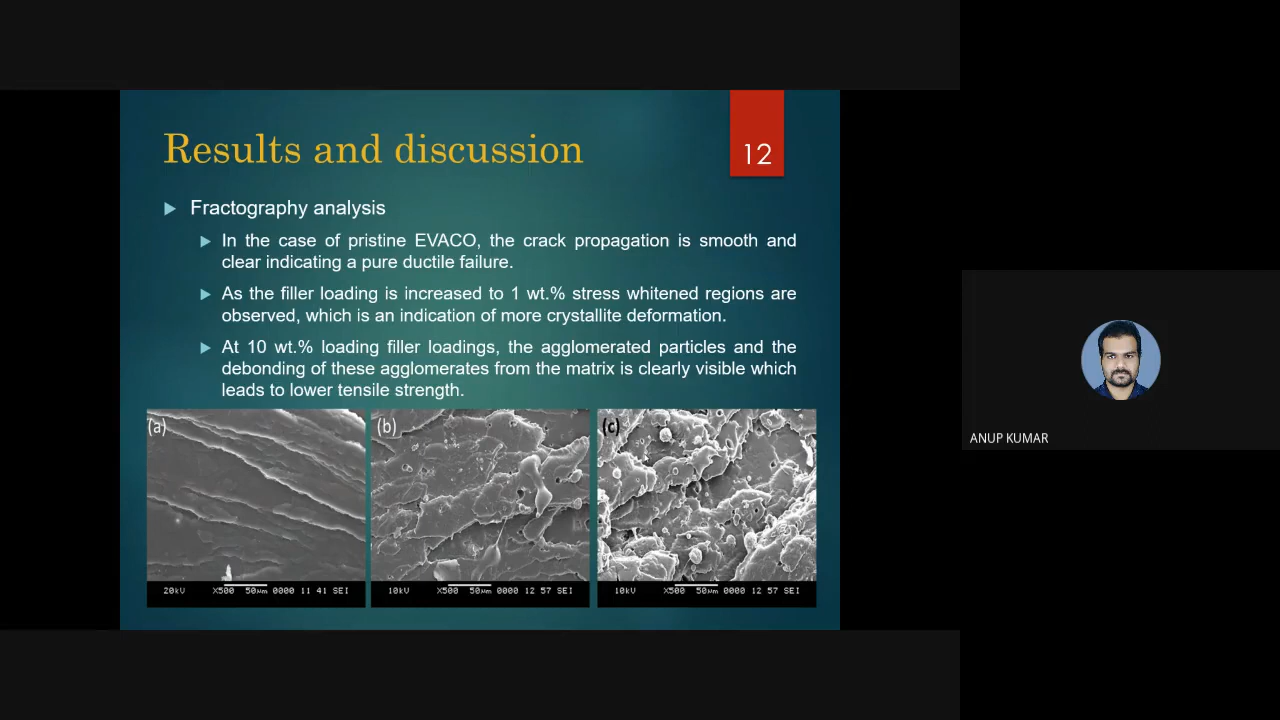 Results and discussion
12
Fractography analysis
In the case of pristine EVACO, the crack propagation is smooth and
clear indicating a pure ductile failure.
As the filler loading is increased to 1 wt.% stress whitened regions are
observed, which is an indication of more crystallite deformation.
At 10 wt.% loading filler loadings, the agglomerated particles and the
debonding of these agglomerates from the matrix is clearly visible which
leads to lower tensile strength.
(a)
(b)
(c)
20kV X500 50µm 0000 11 41 SEI
10kV X500 50µm 0000 12 57 SEI
10kV X500 50µm 0000 12 57 SEI
ANUP KUMAR